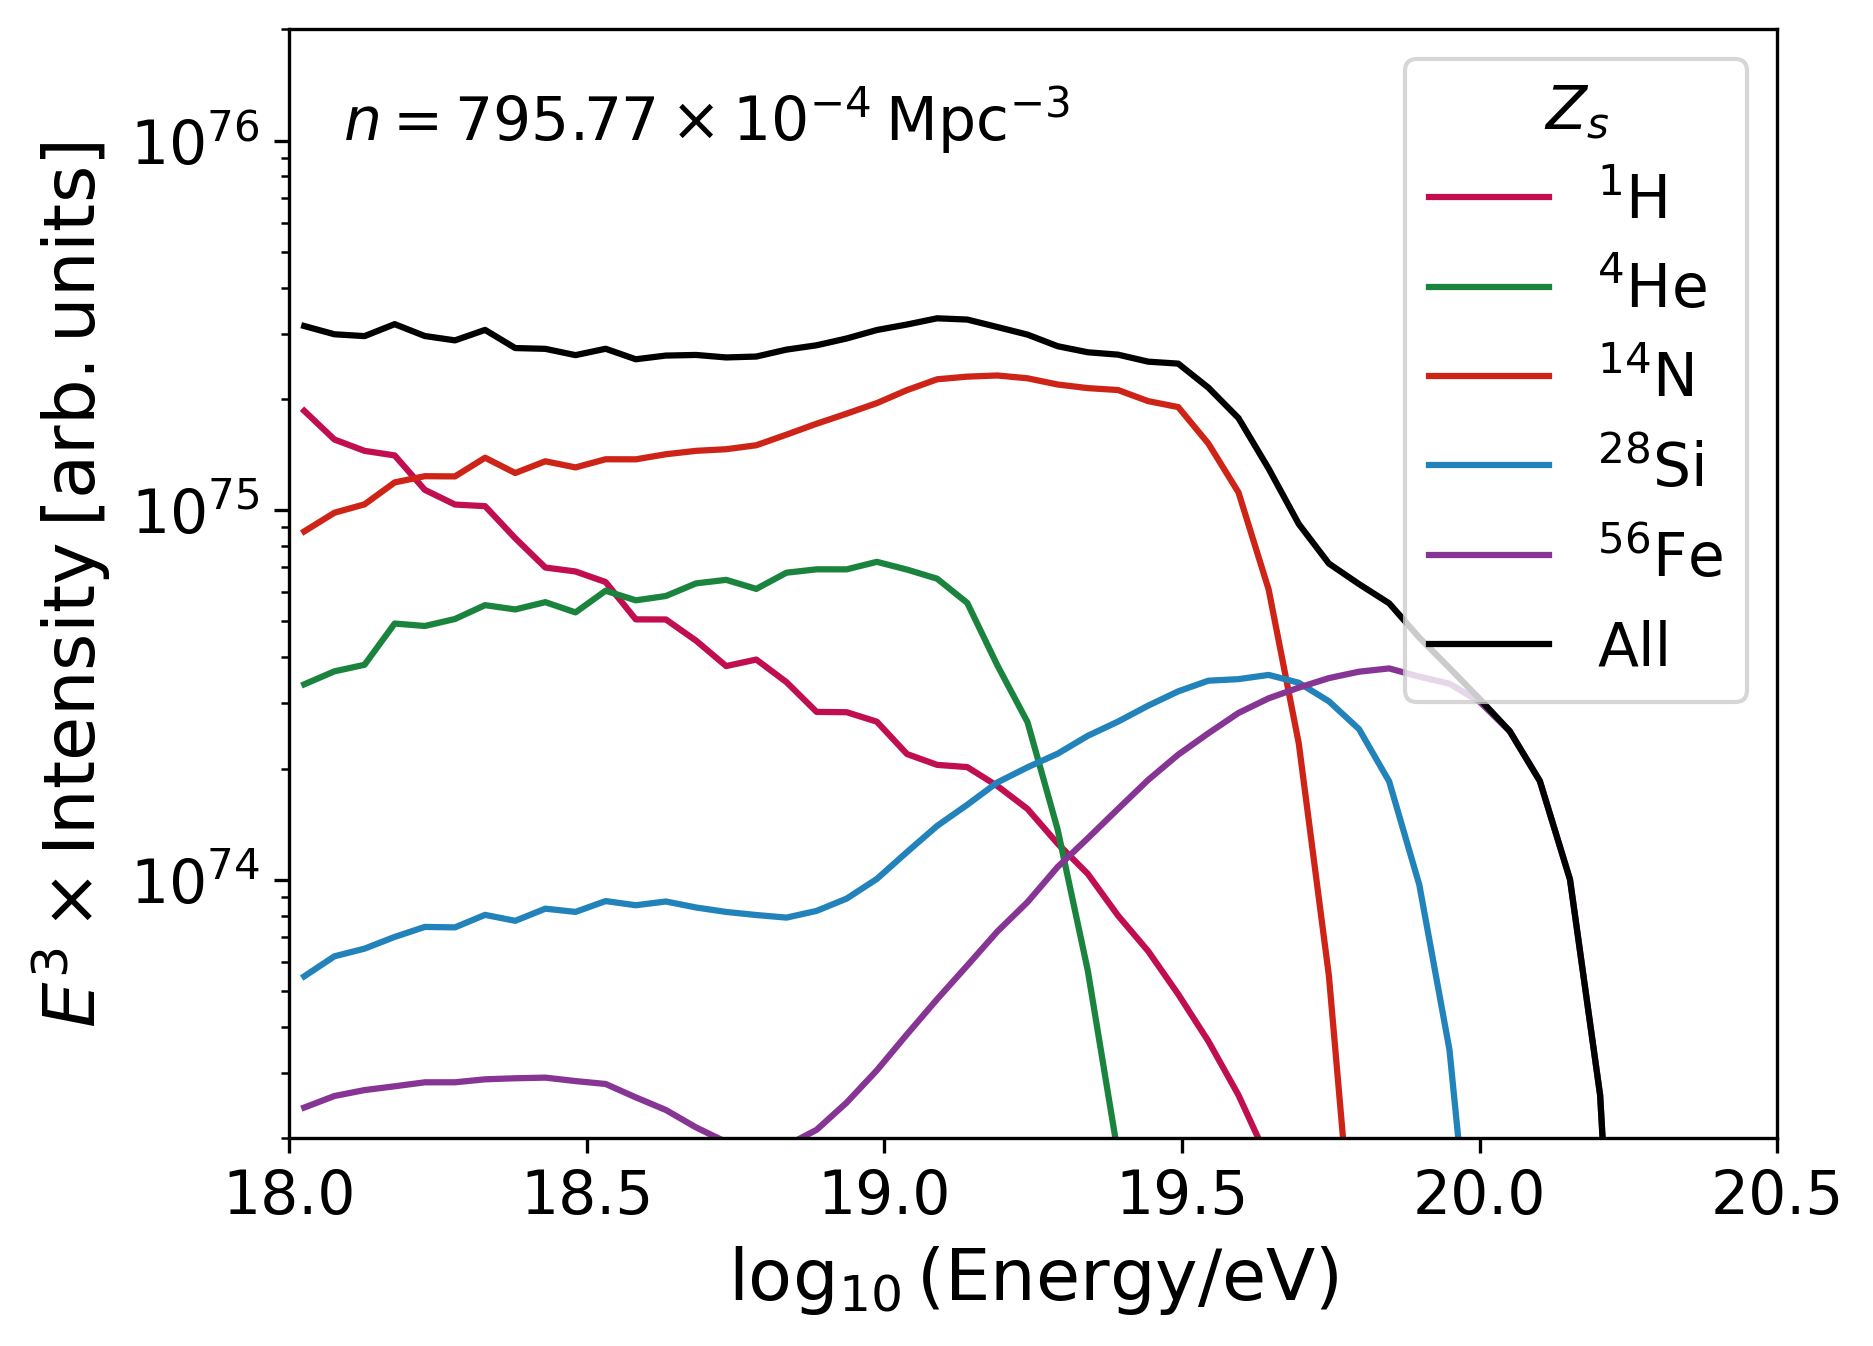 n = 795.77 × 10⁻⁴ Mpc⁻³
Zₛ
¹H
⁴He
¹⁴N
²⁸Si
⁵⁶Fe
All
E³ × Intensity [arb. units]
10⁷⁶
10⁷⁵
10⁷⁴
18.0 18.5 19.0 19.5 20.0 20.5
log₁₀ (Energy/eV)